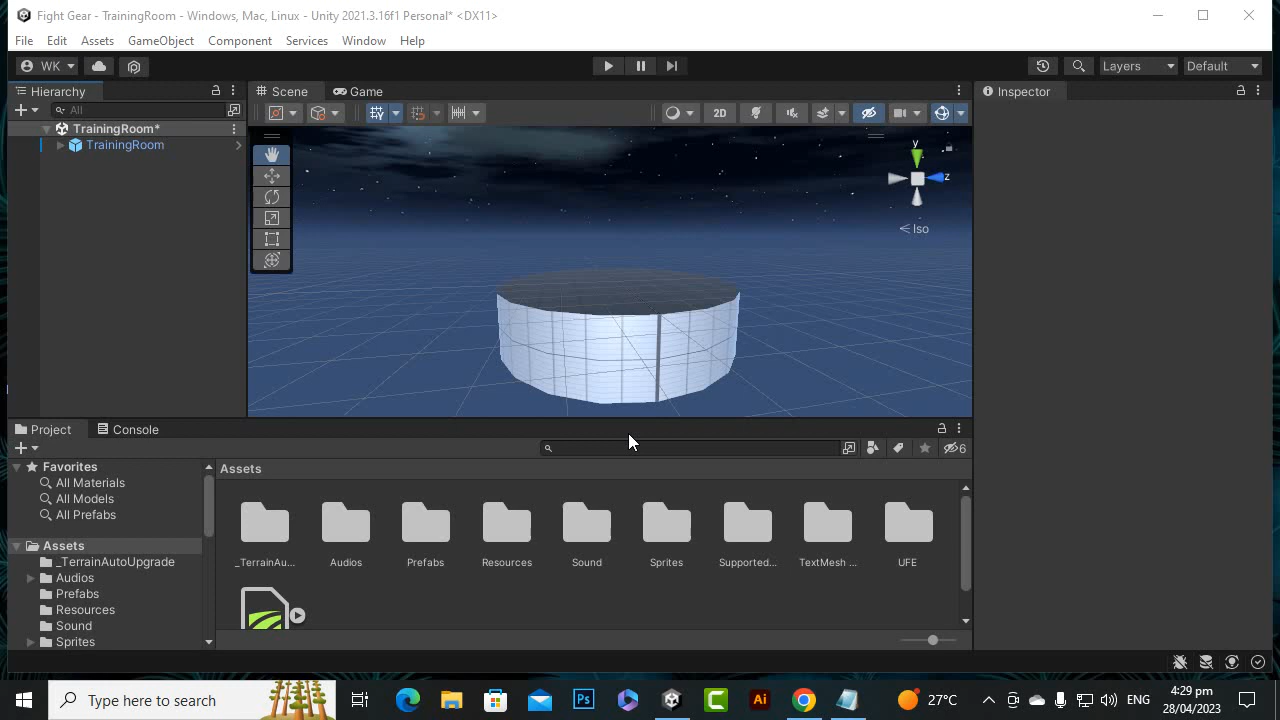 Fight Gear - TrainingRoom - Windows, Mac, Linux - Unity 2021.3.16f1 Personal* <DX11>
File Edit Assets GameObject Component Services Window Help
WK Layers Default
Hierarchy Scene Game Inspector
All 2D
TrainingRoom*
TrainingRoom
y
z
Iso
Project Console
6
Favorites Assets
All Materials
All Models
All Prefabs
Assets
_TerrainAutoUpgrade
Audios
Prefabs
Resources
Sound
Sprites
_TerrainAu... Audios Prefabs Resources Sound Sprites Supported... TextMesh ... UFE
Type here to search Ps Ai 27°C ENG 4:29 pm
28/04/2023